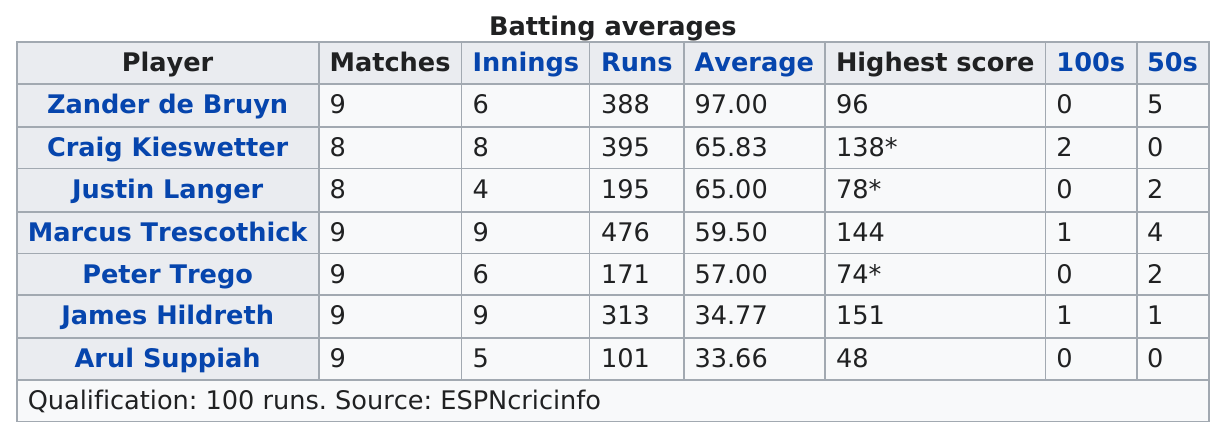 Batting averages
Player Matches Innings Runs Average Highest score 100s 50s
Zander de Bruyn 9 6 388 97.00 96 0 5
Craig Kieswetter 8 8 395 65.83 138* 2 0
Justin Langer 8 4 195 65.00 78* 0 2
Marcus Trescothick 9 9 476 59.50 144 1 4
Peter Trego 9 6 171 57.00 74* 0 2
James Hildreth 9 9 313 34.77 151 1 1
Arul Suppiah 9 5 101 33.66 48 0 0
Qualification: 100 runs. Source: ESPNcricinfo